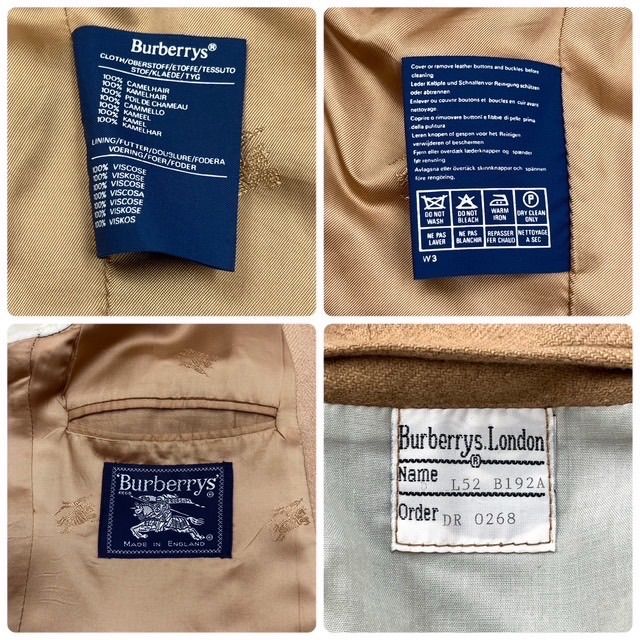 Burberrys®
CLOTH/OBERSTOFF/ETOFFE/TESSUTO
STOF/KLAEDE/TYG
100% CAMELHAIR
100% KAMELHAIR
100% POIL DE CHAMEAU
100% CAMMELLO
100% KAMEEL
100% KAMEL
100% KAMELHAR
LINING/FUTTER/DOUSLURE/FODERA
VOERING/FOER/FODER
100% VISCOSE
100% VISKOSE
100% VISCOSE
100% VISCOSA
100% VISCOSE
100% VISKOSE
100% VISKOS
Cover or remove leather buttons and buckles before
cleaning
Leder Knöpfe und Schnallen vor Reinigung schützen
oder abtrennen
Enlever ou couvrir boutons et boucles en cuir avant
nettoyage
Coprire o rimuovere bottoni e fibbie di pelle prima
della pulitura
Leren knopen of gespen voor het Reinigen
verwijderen of beschermen
Fjern eller overdæk læderknapper og spænder
før rensning
Avlägsna eller övertäck skinnknappar och spännen
före rengöring.
P
DO NOT WASH
DO NOT BLEACH
WARM IRON
DRY CLEAN ONLY
NE PAS LAVER
NE PAS BLANCHIR
REPASSER FER CHAUD
NETTOYAGE A SEC
W3
Burberrys®
REGD.
MADE IN ENGLAND
Burberrys. London
®
Name L52 B192A
Order DR 0268